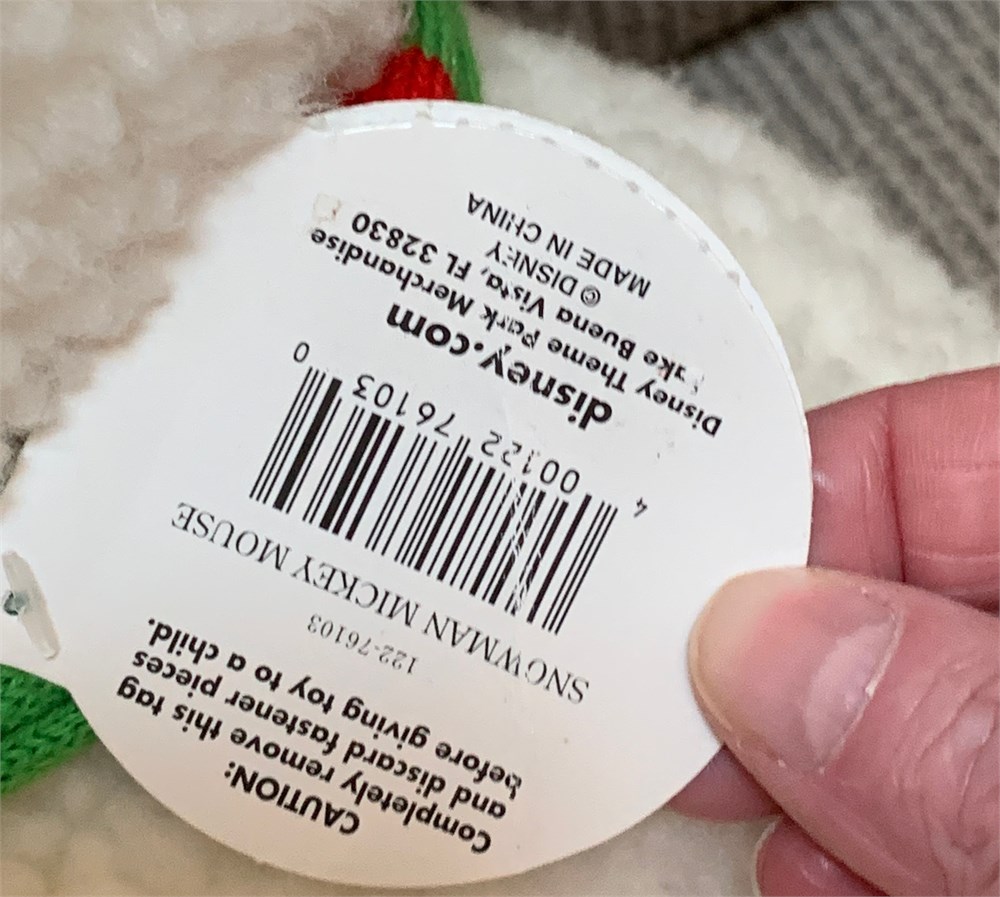 CAUTION:
Completely remove this tag
and discard fastener pieces
before giving toy to a child.
122-76103
SNOWMAN MICKEY MOUSE
4 00122 76103 0
disney.com
Disney Theme Park Merchandise
Lake Buena Vista, FL 32830
© DISNEY
MADE IN CHINA